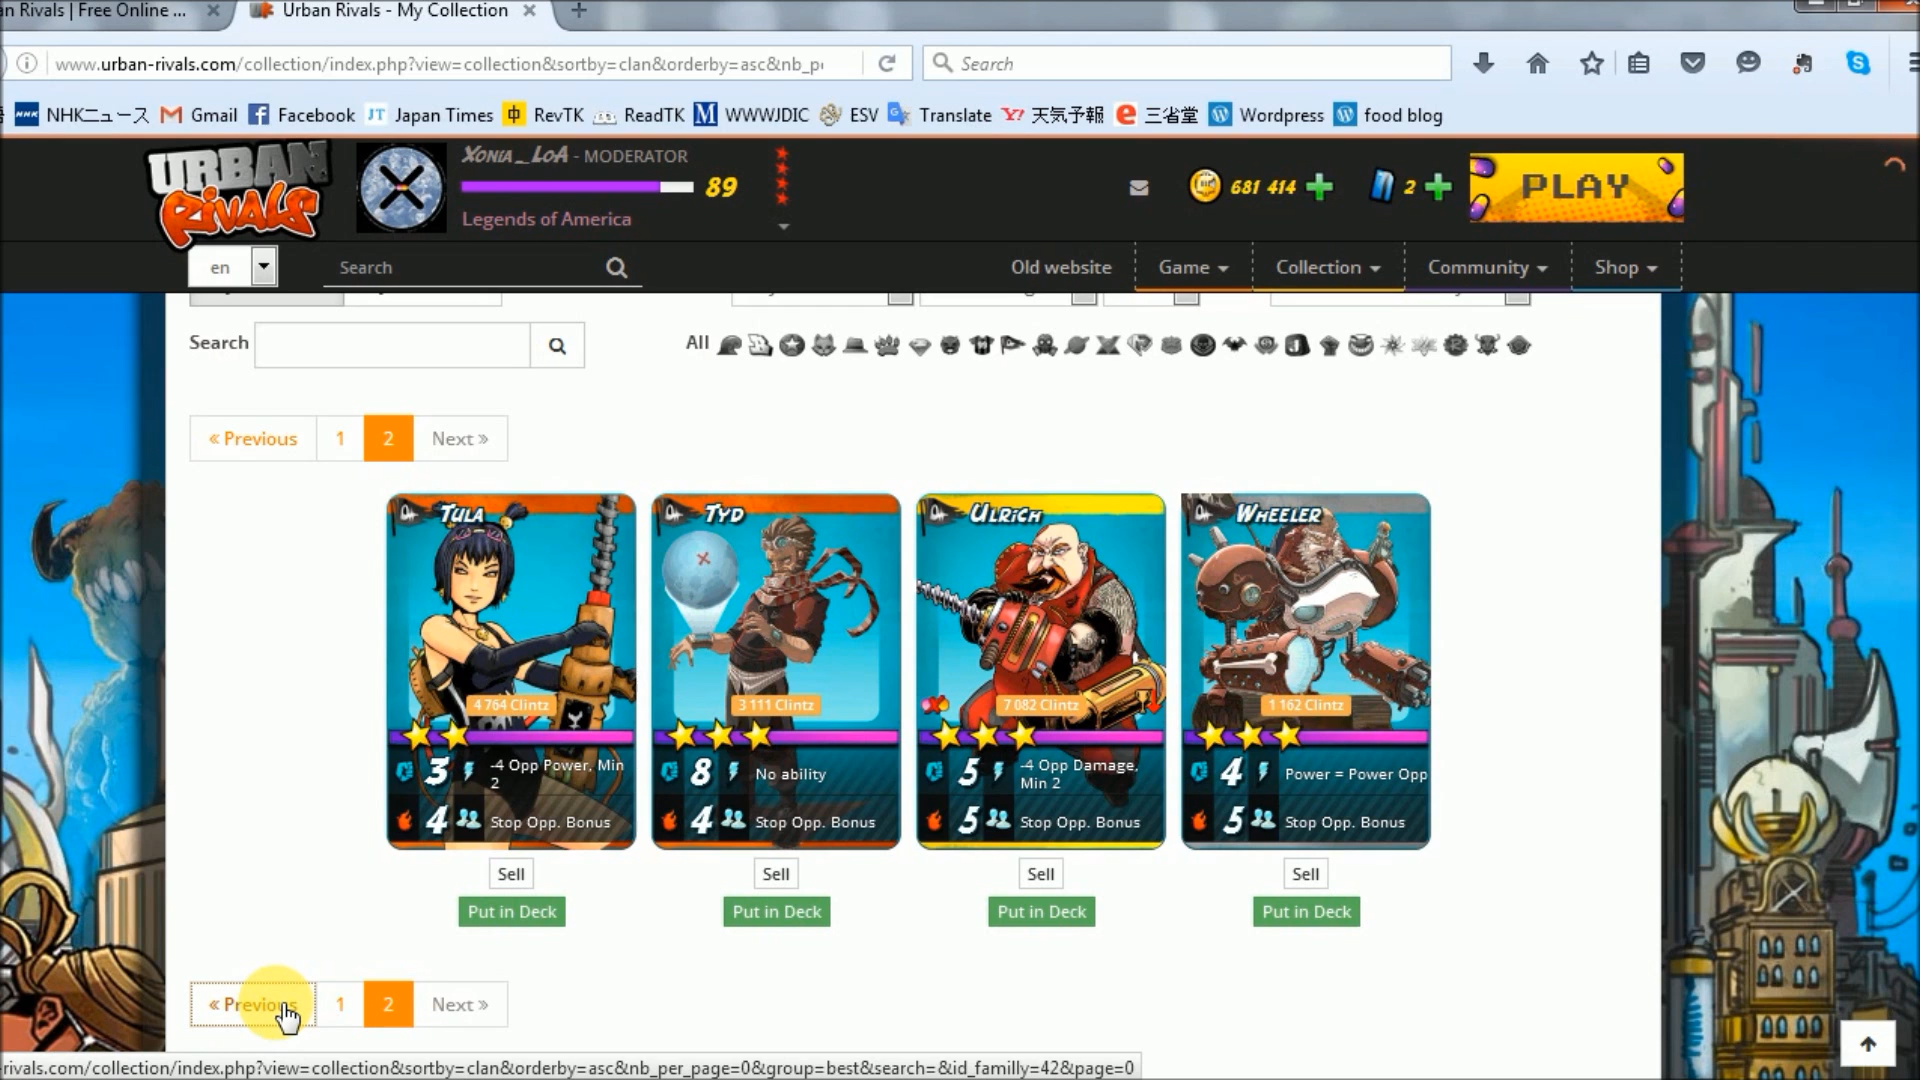 an Rivals | Free Online ...
Urban Rivals - My Collection
www.urban-rivals.com/collection/index.php?view=collection&sortby=clan&orderby=asc&nb_p
Search
NHKニュース
Gmail
Facebook
Japan Times
RevTK
ReadTK
WWWJDIC
ESV
Translate
天気予報
三省堂
Wordpress
food blog
URBAN
RIVALS
XONIA_LOA - MODERATOR
89
Legends of America
681 414
2
PLAY
en
Search
Old website
Game
Collection
Community
Shop
Search
All
« Previous
1
2
Next »
TULA
4 764 Clintz
3
-4 Opp Power, Min
2
4
Stop Opp. Bonus
Sell
Put in Deck
TYD
3 111 Clintz
8
No ability
4
Stop Opp. Bonus
Sell
Put in Deck
ULRICH
7 082 Clintz
5
-4 Opp Damage,
Min 2
5
Stop Opp. Bonus
Sell
Put in Deck
WHEELER
1 162 Clintz
4
Power = Power Opp
5
Stop Opp. Bonus
Sell
Put in Deck
« Previous
1
2
Next »
-rivals.com/collection/index.php?view=collection&sortby=clan&orderby=asc&nb_per_page=0&group=best&search=&id_familly=42&page=0